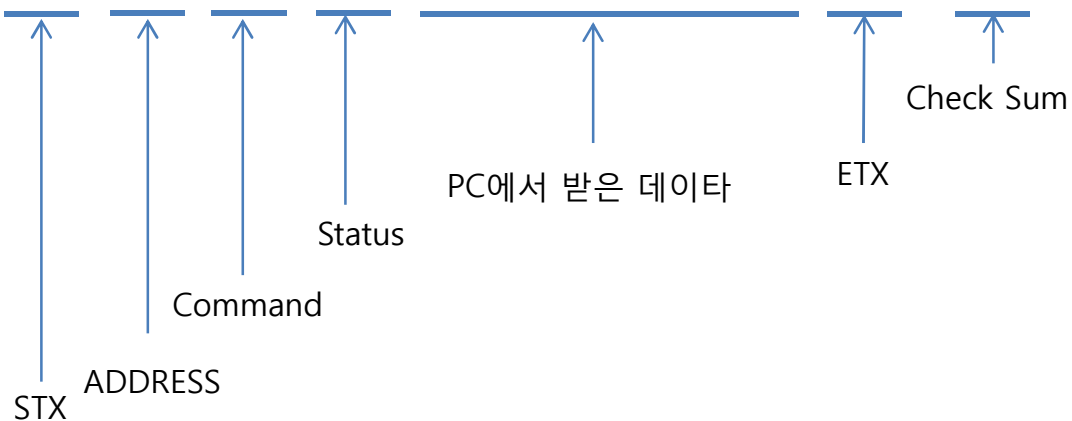 Check Sum
PC에서 받은 데이타
ETX
Status
Command
ADDRESS
STX